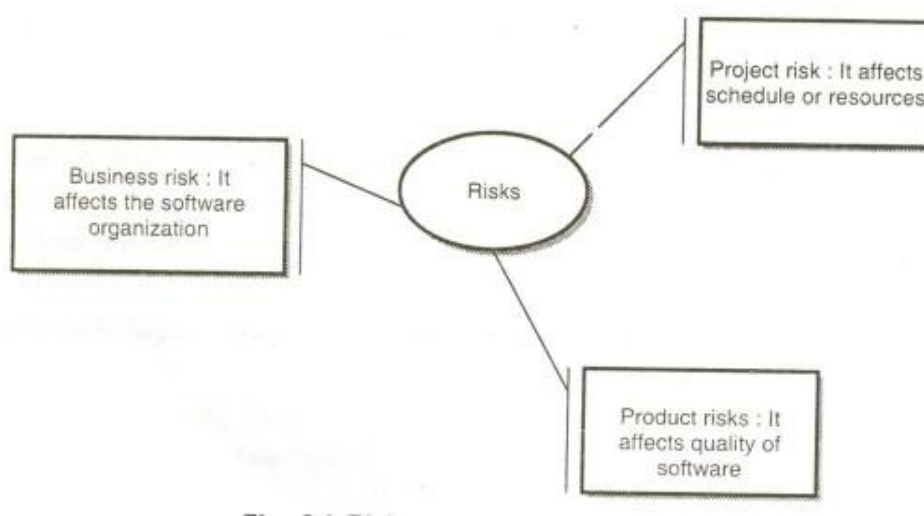 Project risk : It affects
schedule or resources
Business risk : It
affects the software
organization
Risks
Product risks : It
affects quality of
software